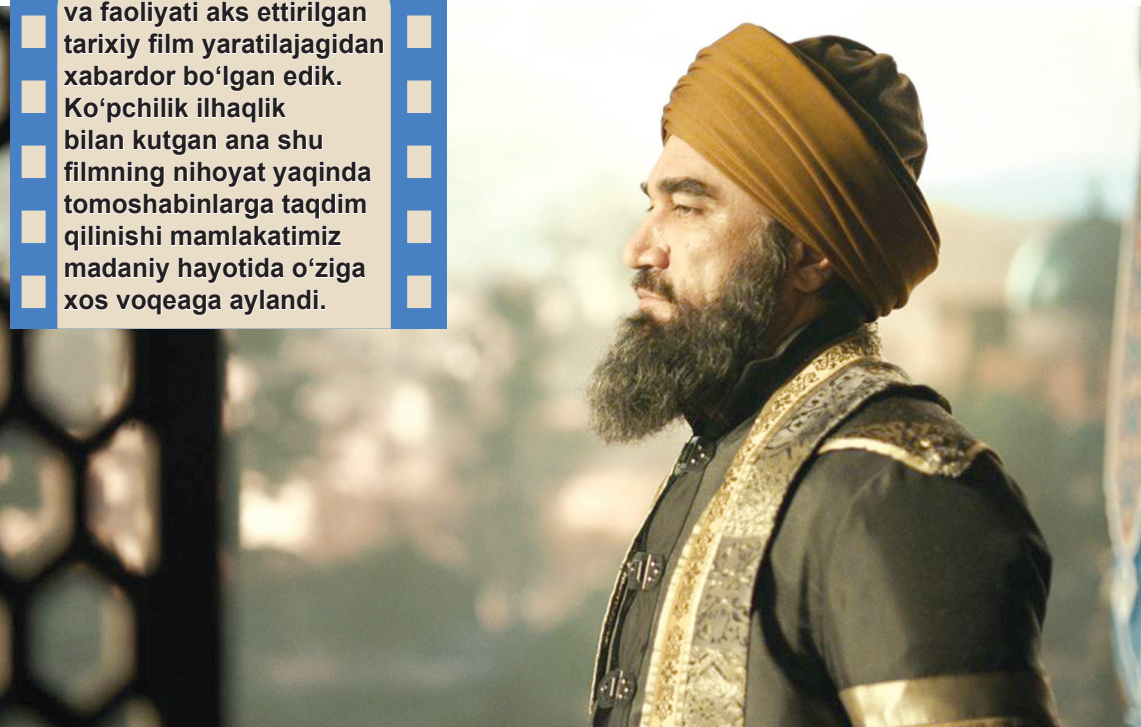 va faoliyati aks ettirilgan
tarixiy film yaratilajagidan
xabardor bo‘lgan edik.
Ko‘pchilik ilhaqlik
bilan kutgan ana shu
filmning nihoyat yaqinda
tomoshabinlarga taqdim
qilinishi mamlakatimiz
madaniy hayotida o‘ziga
xos voqeaga aylandi.